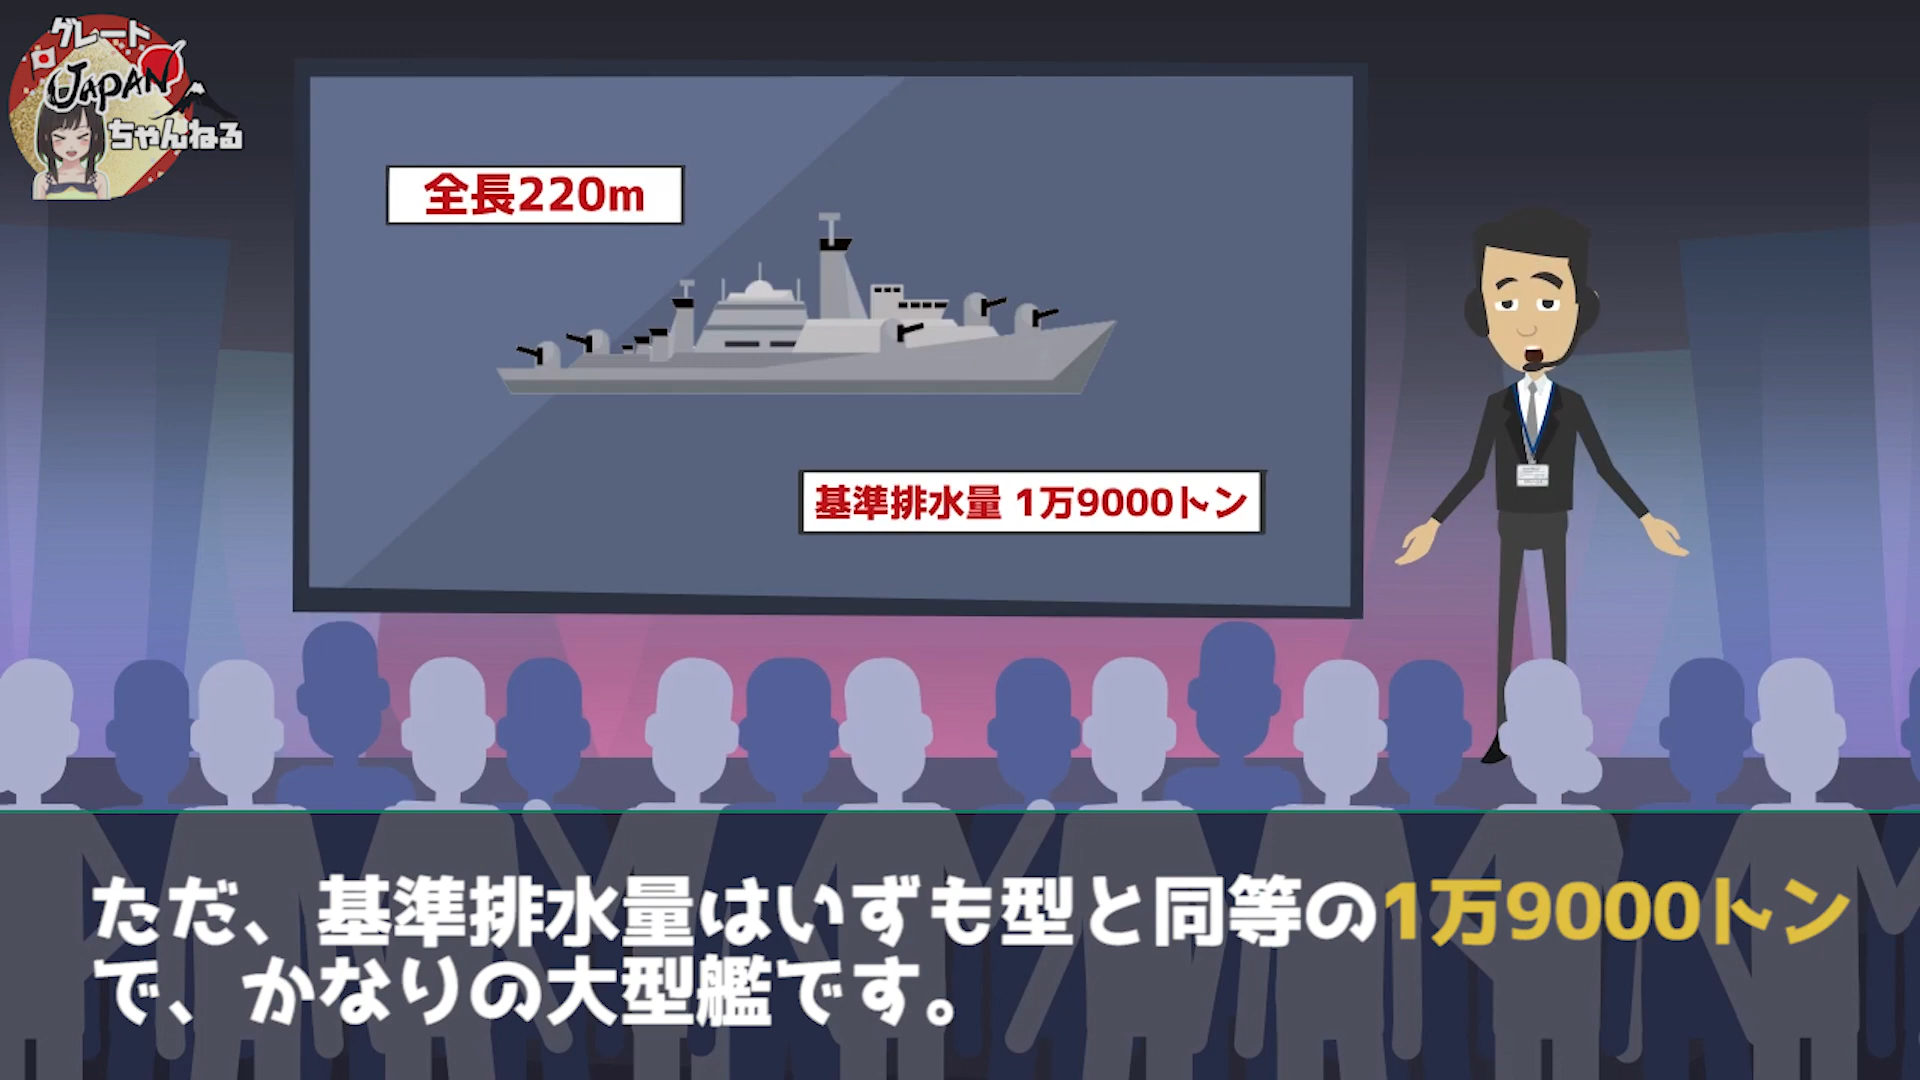 グレート
JAPAN
ちゃんねる
全長220m
基準排水量 1万9000トン
ただ、基準排水量はいずも型と同等の1万9000トン
で、かなりの大型艦です。